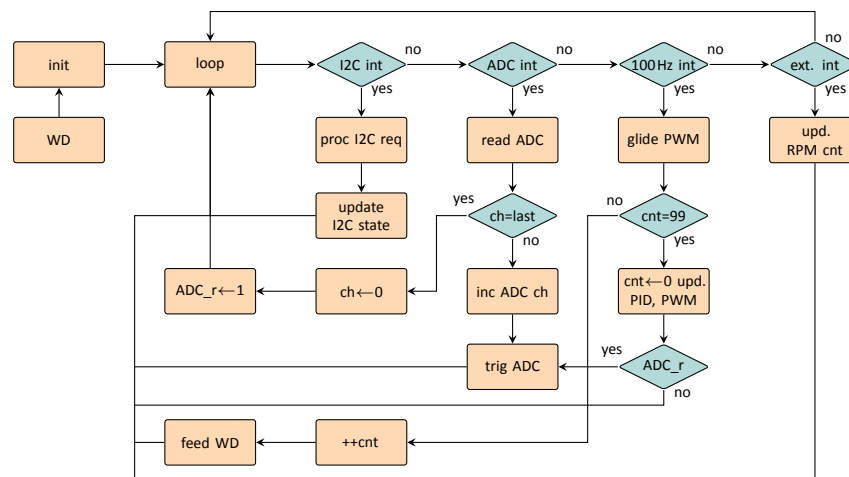 no
no
no
no
init
loop
I2C int
ADC int
100Hz int
ext. int
yes
yes
yes
yes
WD
proc I2C req
read ADC
glide PWM
upd.
RPM cnt
yes
no
update
I2C state
ch=last
cnt=99
no
yes
ADC_r←1
ch←0
inc ADC ch
cnt←0 upd.
PID, PWM
yes
trig ADC
ADC_r
no
feed WD
++cnt